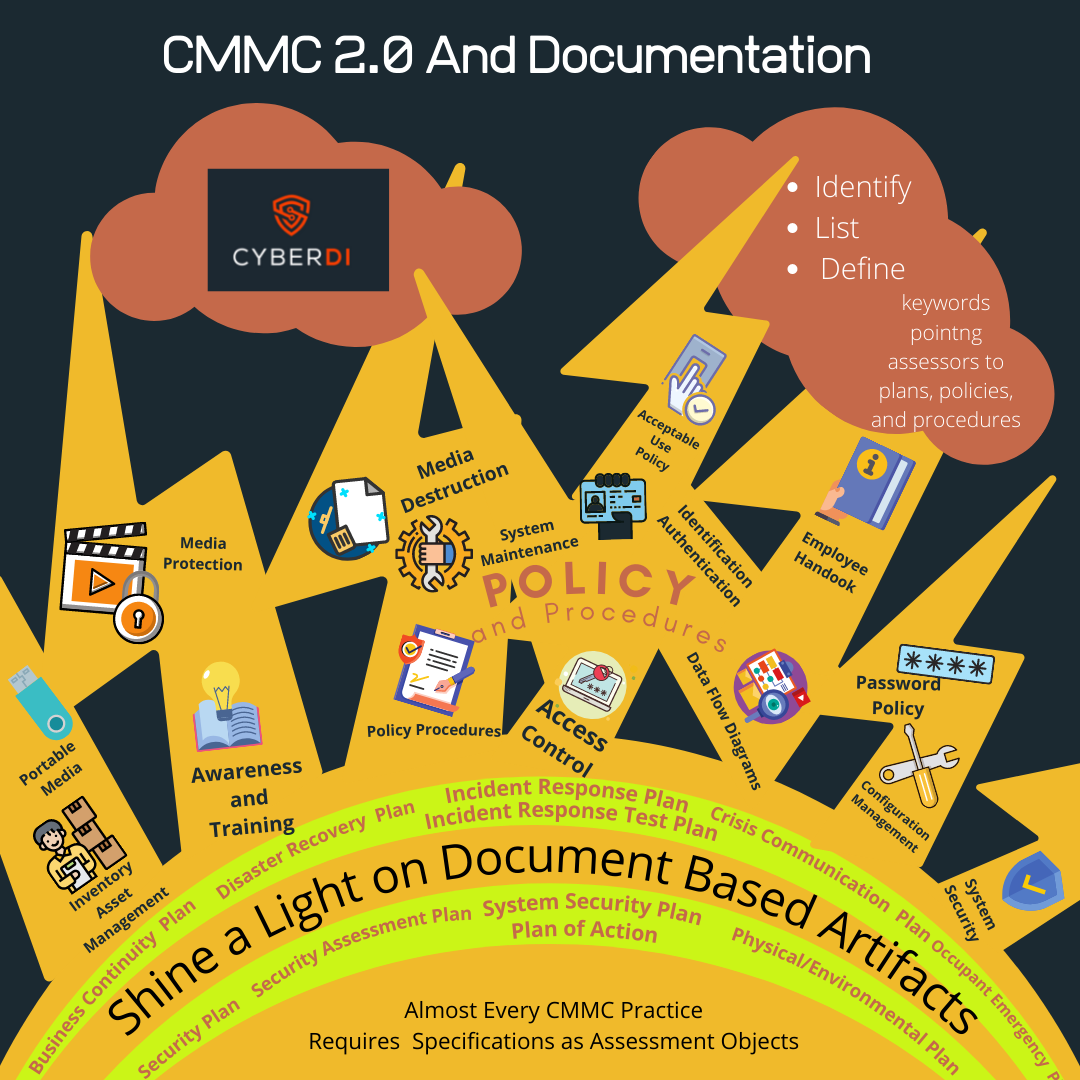 CMMC 2.0 And Documentation
CYBERDI
Identify
List
Define
keywords
pointng
assessors to
plans, policies,
and procedures
Acceptable
Use
Policy
Media
Destruction
System
Maintenance
Identification
Authentication
Employee
Handook
Media
Protection
POLICY
and Procedures
Policy Procedures
Access
Control
Data Flow Diagrams
****
Password
Policy
Configuration
Management
System
Security
Portable
Media
Awareness
and
Training
Inventory
Asset
Management
Business Continuity Plan
Disaster Recovery Plan
Incident Response Plan
Incident Response Test Plan
Crisis Communication Plan
Occupant Emergency P
Shine a Light on Document Based Artifacts
Security Plan
Security Assessment Plan
System Security Plan
Plan of Action
Physical/Environmental Plan
Almost Every CMMC Practice
Requires Specifications as Assessment Objects